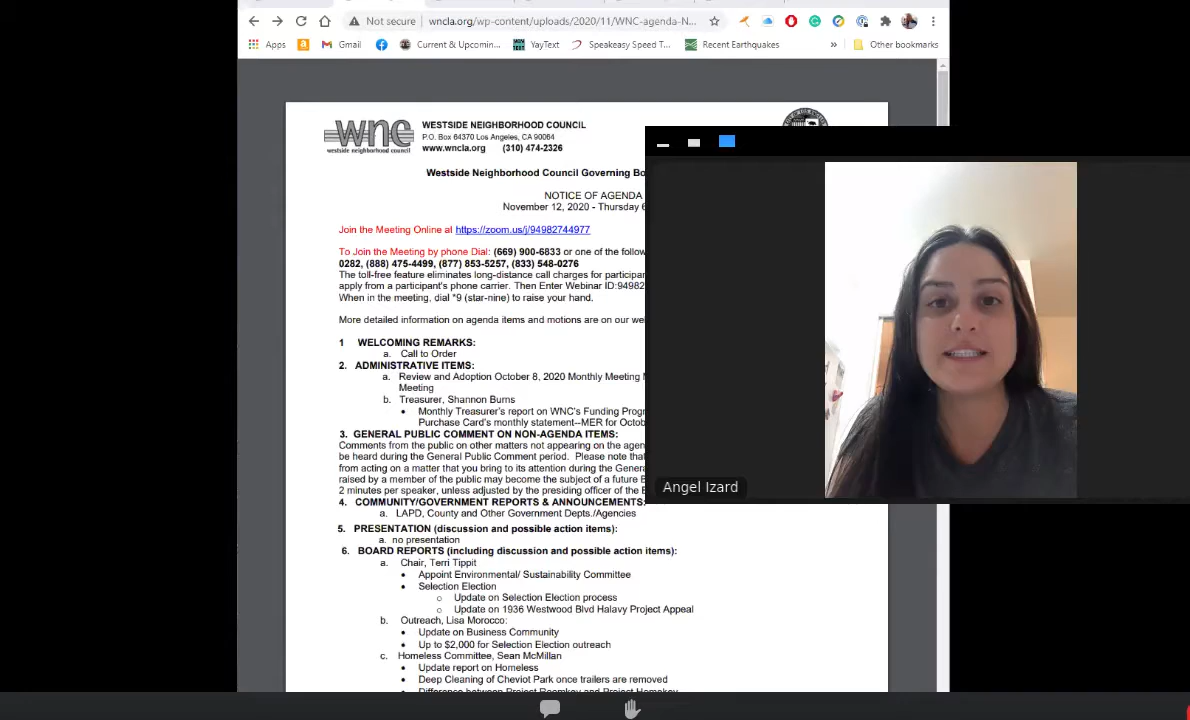 Not secure wncla.org/wp-content/uploads/2020/11/WNC-agenda-N...
Apps Gmail Current & Upcomin... YayText Speakeasy Speed T... Recent Earthquakes » Other bookmarks
wnc
westside neighborhood council
WESTSIDE NEIGHBORHOOD COUNCIL
P.O. Box 64370 Los Angeles, CA 90064
www.wncla.org (310) 474-2326
Westside Neighborhood Council Governing Bo
NOTICE OF AGENDA
November 12, 2020 - Thursday 6
Join the Meeting Online at https://zoom.us/j/94982744977
To Join the Meeting by phone Dial: (669) 900-6833 or one of the follow
0282, (888) 475-4499, (877) 853-5257, (833) 548-0276
The toll-free feature eliminates long-distance call charges for participan
apply from a participant's phone carrier. Then Enter Webinar ID:94982
When in the meeting, dial *9 (star-nine) to raise your hand.
More detailed information on agenda items and motions are on our we
1 WELCOMING REMARKS:
a. Call to Order
2. ADMINISTRATIVE ITEMS:
a. Review and Adoption October 8, 2020 Monthly Meeting M
Meeting
b. Treasurer, Shannon Burns
• Monthly Treasurer's report on WNC's Funding Progr
Purchase Card's monthly statement--MER for Octob
3. GENERAL PUBLIC COMMENT ON NON-AGENDA ITEMS:
Comments from the public on other matters not appearing on the agen
be heard during the General Public Comment period. Please note that
from acting on a matter that you bring to its attention during the Genera
raised by a member of the public may become the subject of a future B
2 minutes per speaker, unless adjusted by the presiding officer of the B
4. COMMUNITY/GOVERNMENT REPORTS & ANNOUNCEMENTS:
a. LAPD, County and Other Government Depts./Agencies
5. PRESENTATION (discussion and possible action items):
a. no presentation
6. BOARD REPORTS (including discussion and possible action items):
a. Chair, Terri Tippit
• Appoint Environmental/ Sustainability Committee
• Selection Election
o Update on Selection Election process
o Update on 1936 Westwood Blvd Halavy Project Appeal
b. Outreach, Lisa Morocco:
• Update on Business Community
• Up to $2,000 for Selection Election outreach
c. Homeless Committee, Sean McMillan
• Update report on Homeless
• Deep Cleaning of Cheviot Park once trailers are removed
• Difference between Project Roomkey and Project Homekey
Angel Izard